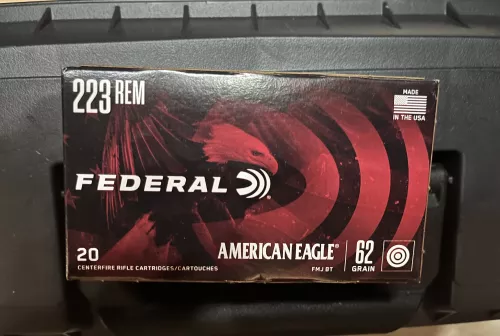 223 REM
MADE
IN THE USA
FEDERAL®
20
CENTERFIRE RIFLE CARTRIDGES/CARTOUCHES
AMERICAN EAGLE®
FMJ BT
62
GRAIN